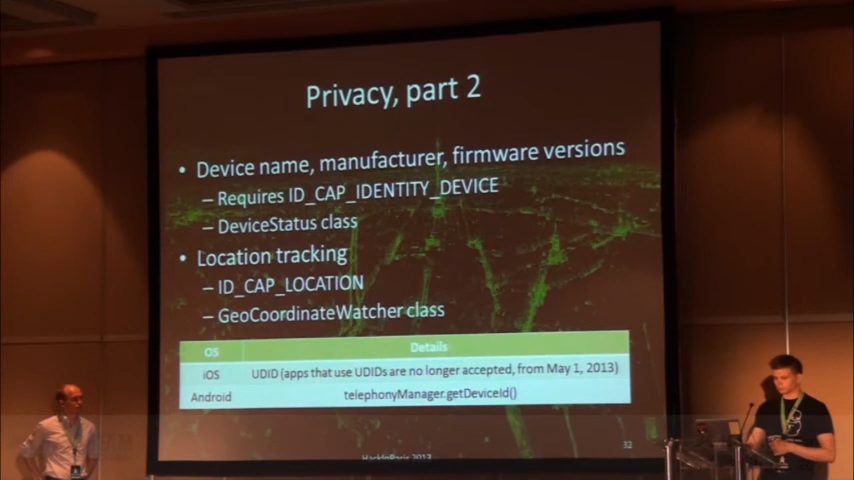 Privacy, part 2
• Device name, manufacturer, firmware versions
– Requires ID_CAP_IDENTITY_DEVICE
– DeviceStatus class
• Location tracking
– ID_CAP_LOCATION
– GeoCoordinateWatcher class
OS Details
iOS UDID (apps that use UDIDs are no longer accepted, from May 1, 2013)
Android telephonyManager.getDeviceId()
HackInParis 2013
32